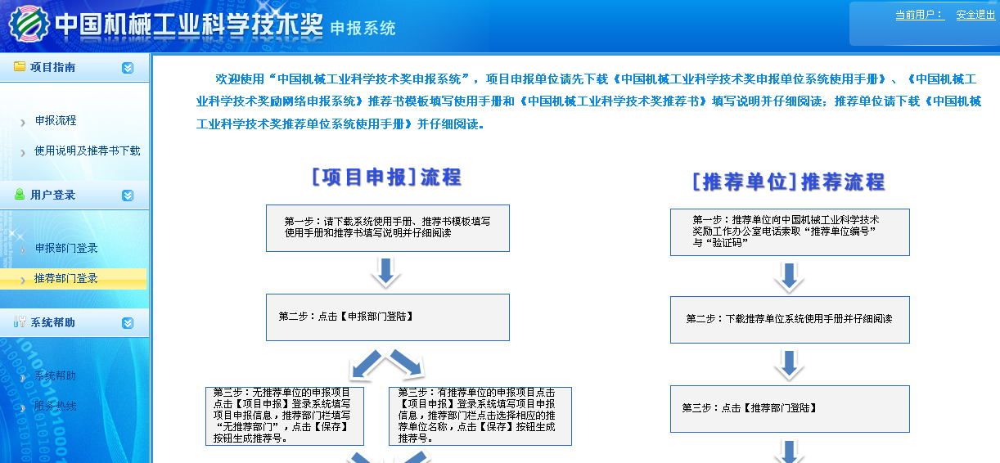 中国机械工业科学技术奖 申报系统
当前用户： 安全退出
项目指南
申报流程
使用说明及推荐书下载
用户登录
申报部门登录
推荐部门登录
系统帮助
系统帮助
服务热线
欢迎使用“中国机械工业科学技术奖申报系统”，项目申报单位请先下载《中国机械工业科学技术奖申报单位系统使用手册》、《中国机械工
业科学技术奖励网络申报系统》推荐书模板填写使用手册和《中国机械工业科学技术奖推荐书》填写说明并仔细阅读；推荐单位请下载《中国机械
工业科学技术奖推荐单位系统使用手册》并仔细阅读。
[项目申报]流程
第一步：请下载系统使用手册、推荐书模板填写
使用手册和推荐书填写说明并仔细阅读
第二步：点击【申报部门登陆】
第三步：无推荐单位的申报项目
点击【项目申报】登录系统填写
项目申报信息，推荐部门栏填写
“无推荐部门”，点击【保存】
按钮生成推荐号。
第三步：有推荐单位的申报项目点击
【项目申报】登录系统填写项目申报
信息，推荐部门栏点击选择相应的推
荐单位名称，点击【保存】按钮生成
推荐号。
[推荐单位]推荐流程
第一步：推荐单位向中国机械工业科学技术
奖励工作办公室电话索取“推荐单位编号”
与“验证码”
第二步：下载推荐单位系统使用手册并仔细阅读
第三步：点击【推荐部门登陆】